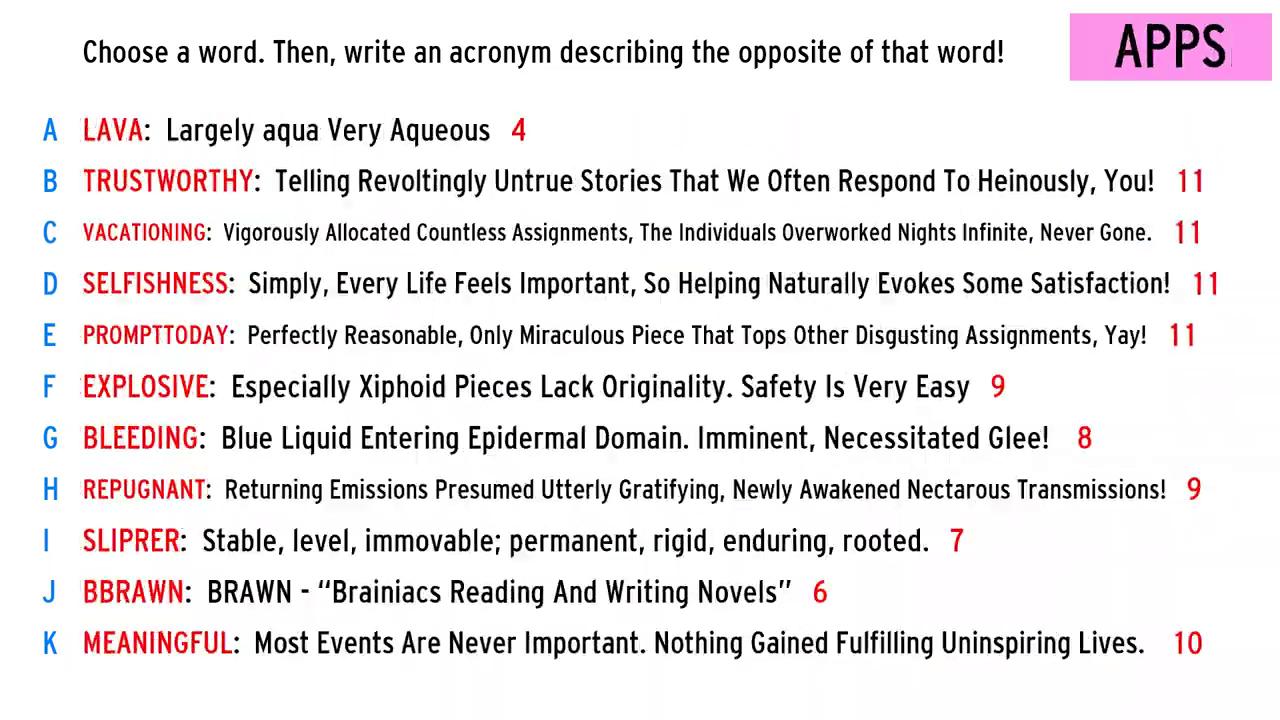 Choose a word. Then, write an acronym describing the opposite of that word!
APPS
A LAVA: Largely aqua Very Aqueous 4
B TRUSTWORTHY: Telling Revoltingly Untrue Stories That We Often Respond To Heinously, You! 11
C VACATIONING: Vigorously Allocated Countless Assignments, The Individuals Overworked Nights Infinite, Never Gone. 11
D SELFISHNESS: Simply, Every Life Feels Important, So Helping Naturally Evokes Some Satisfaction! 11
E PROMPTTODAY: Perfectly Reasonable, Only Miraculous Piece That Tops Other Disgusting Assignments, Yay! 11
F EXPLOSIVE: Especially Xiphoid Pieces Lack Originality. Safety Is Very Easy 9
G BLEEDING: Blue Liquid Entering Epidermal Domain. Imminent, Necessitated Glee! 8
H REPUGNANT: Returning Emissions Presumed Utterly Gratifying, Newly Awakened Nectarous Transmissions! 9
I SLIPRER: Stable, level, immovable; permanent, rigid, enduring, rooted. 7
J BBRAWN: BRAWN - “Brainiacs Reading And Writing Novels” 6
K MEANINGFUL: Most Events Are Never Important. Nothing Gained Fulfilling Uninspiring Lives. 10